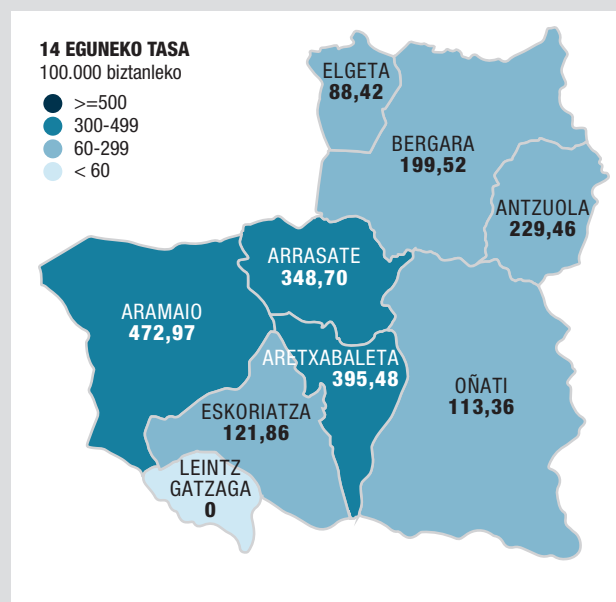 14 EGUNEKO TASA
100.000 biztanleko
>=500
300-499
60-299
< 60
ELGETA
88,42
BERGARA
199,52
ANTZUOLA
229,46
ARRASATE
348,70
ARAMAIO
472,97
ARETXABALETA
395,48
OÑATI
113,36
ESKORIATZA
121,86
LEINTZ
GATZAGA
0